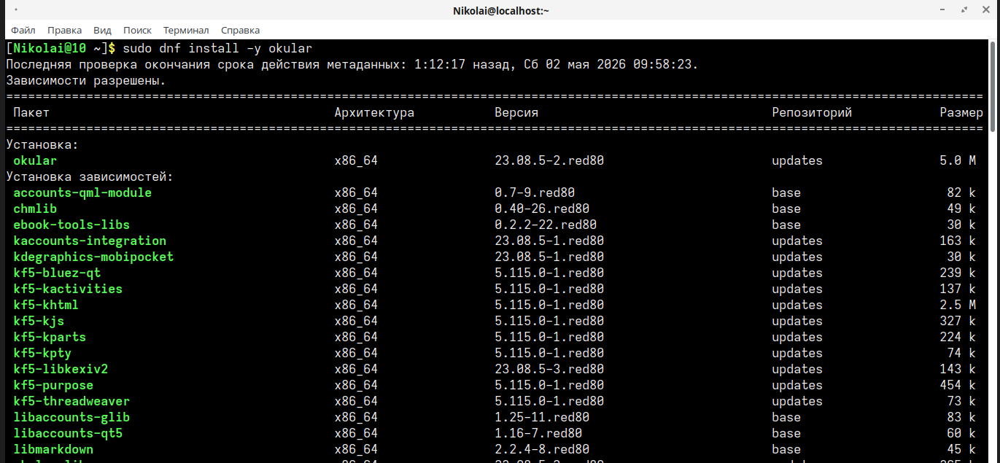 Nikolai@localhost:~
Файл Правка Вид Поиск Терминал Справка
[Nikolai@10 ~]$ sudo dnf install -y okular
Последняя проверка окончания срока действия метаданных: 1:12:17 назад, Сб 02 мая 2026 09:58:23.
Зависимости разрешены.
================================================================================
Пакет Архитектура Версия Репозиторий Размер
================================================================================
Установка:
okular x86_64 23.08.5-2.red80 updates 5.0 M
Установка зависимостей:
accounts-qml-module x86_64 0.7-9.red80 base 82 k
chmlib x86_64 0.40-26.red80 base 49 k
ebook-tools-libs x86_64 0.2.2-22.red80 base 30 k
kaccounts-integration x86_64 23.08.5-1.red80 updates 163 k
kdegraphics-mobipocket x86_64 23.08.5-1.red80 updates 30 k
kf5-bluez-qt x86_64 5.115.0-1.red80 updates 239 k
kf5-kactivities x86_64 5.115.0-1.red80 updates 137 k
kf5-khtml x86_64 5.115.0-1.red80 updates 2.5 M
kf5-kjs x86_64 5.115.0-1.red80 updates 327 k
kf5-kparts x86_64 5.115.0-1.red80 updates 224 k
kf5-kpty x86_64 5.115.0-1.red80 updates 74 k
kf5-libkexiv2 x86_64 23.08.5-3.red80 updates 143 k
kf5-purpose x86_64 5.115.0-1.red80 updates 454 k
kf5-threadweaver x86_64 5.115.0-1.red80 updates 73 k
libaccounts-glib x86_64 1.25-11.red80 base 83 k
libaccounts-qt5 x86_64 1.16-7.red80 base 60 k
libmarkdown x86_64 2.2.4-8.red80 base 45 k